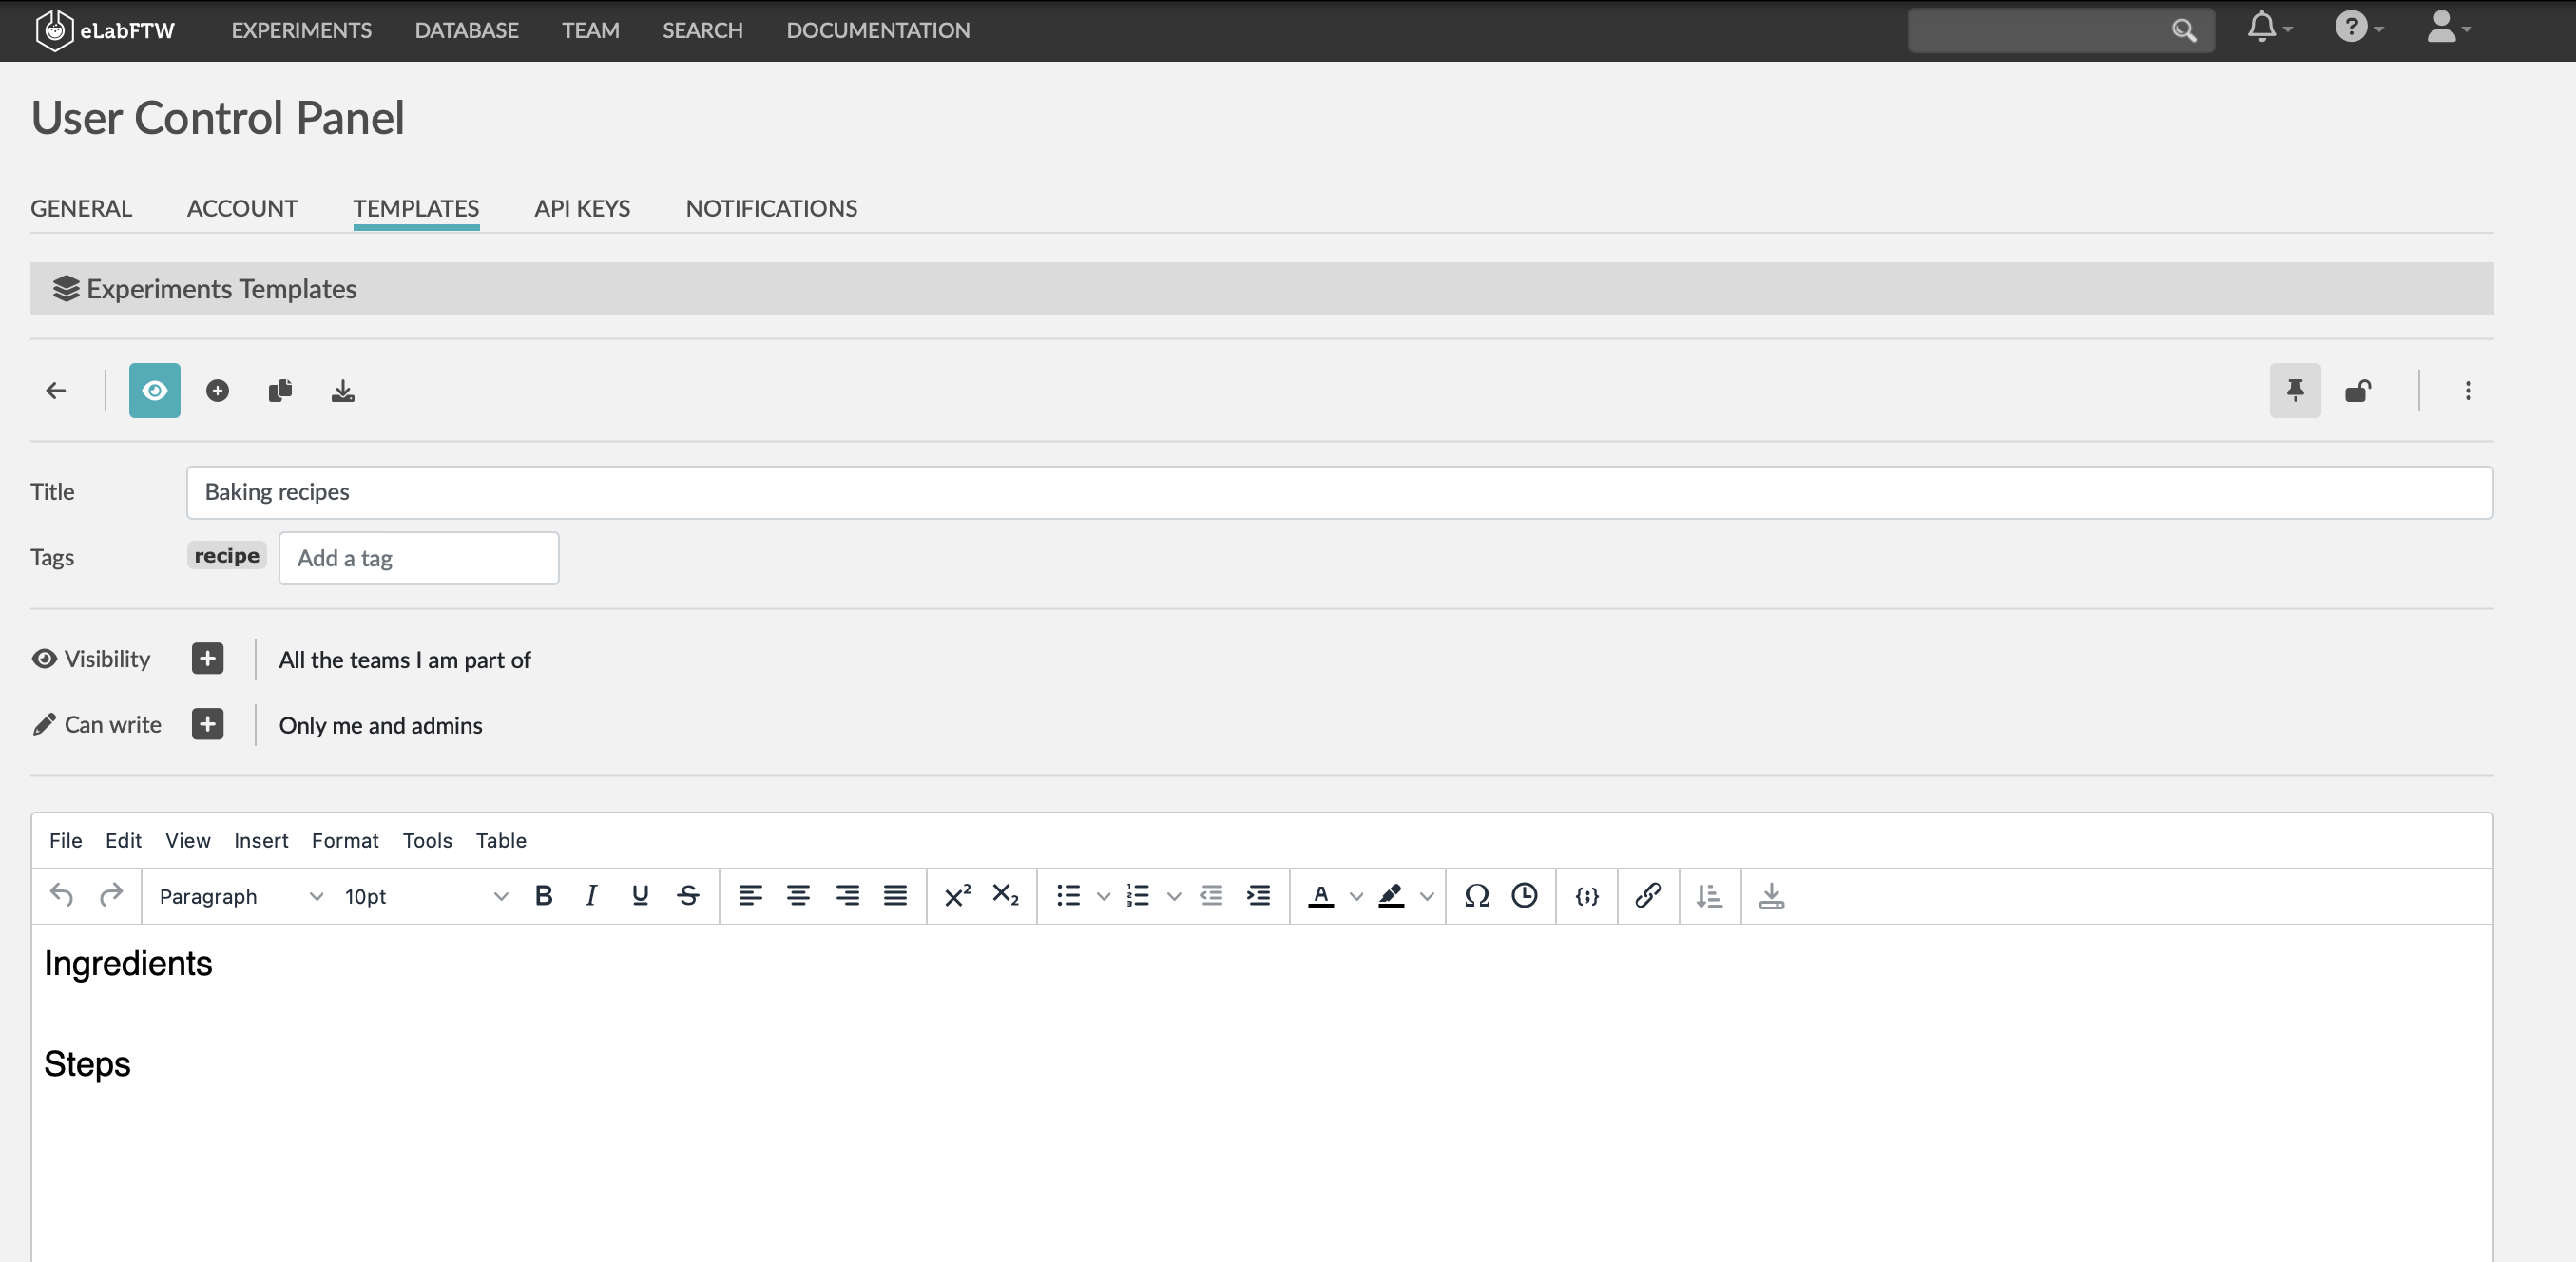 eLabFTW EXPERIMENTS DATABASE TEAM SEARCH DOCUMENTATION
User Control Panel
GENERAL ACCOUNT TEMPLATES API KEYS NOTIFICATIONS
Experiments Templates
Title Baking recipes
Tags recipe Add a tag
Visibility All the teams I am part of
Can write Only me and admins
File Edit View Insert Format Tools Table
Paragraph 10pt
Ingredients
Steps